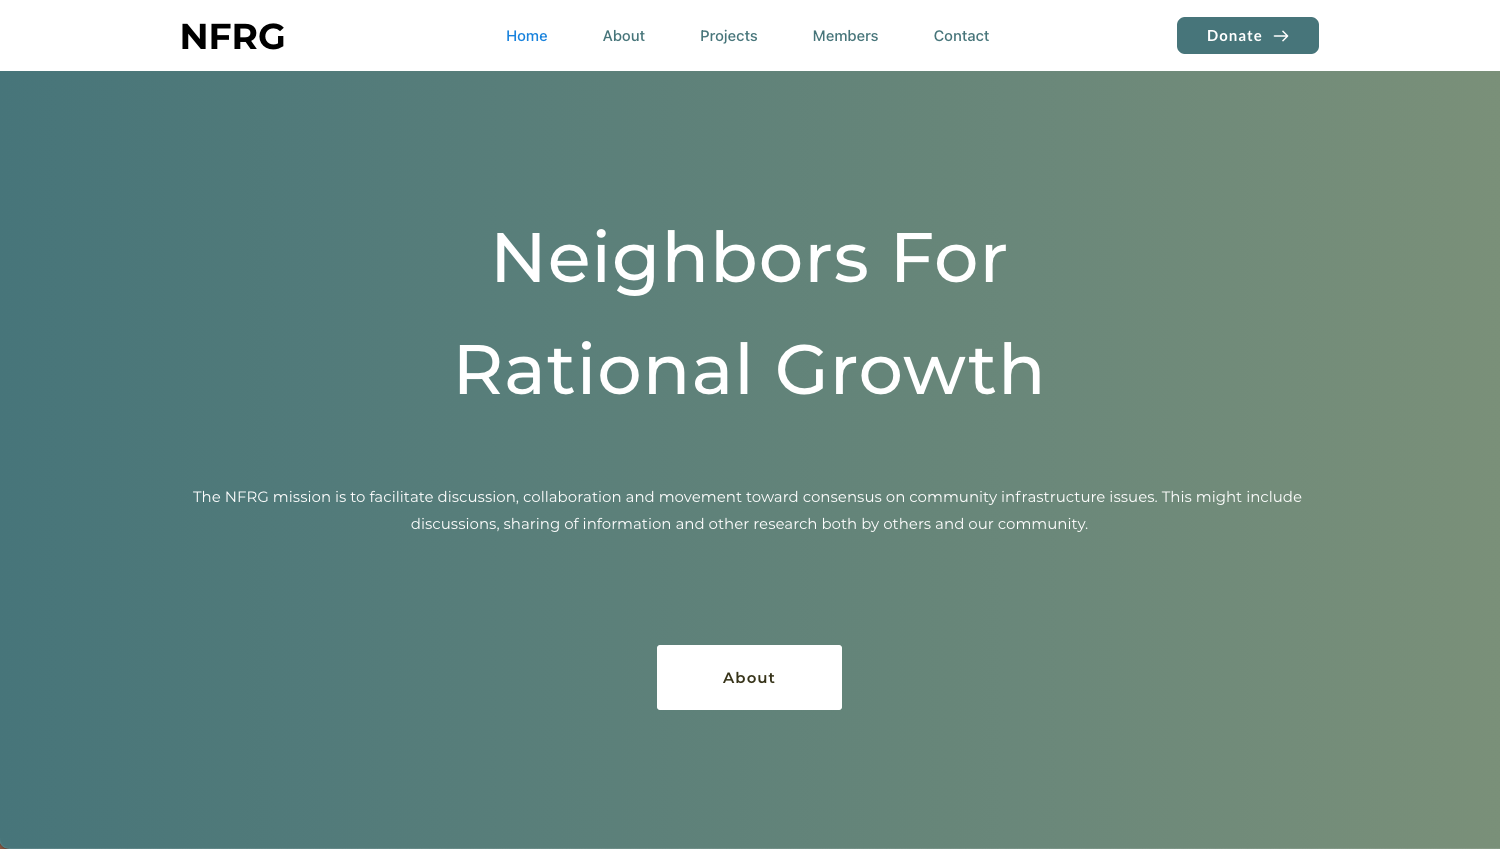 NFRG
Home About Projects Members Contact
Donate →
Neighbors For
Rational Growth
The NFRG mission is to facilitate discussion, collaboration and movement toward consensus on community infrastructure issues. This might include
discussions, sharing of information and other research both by others and our community.
About